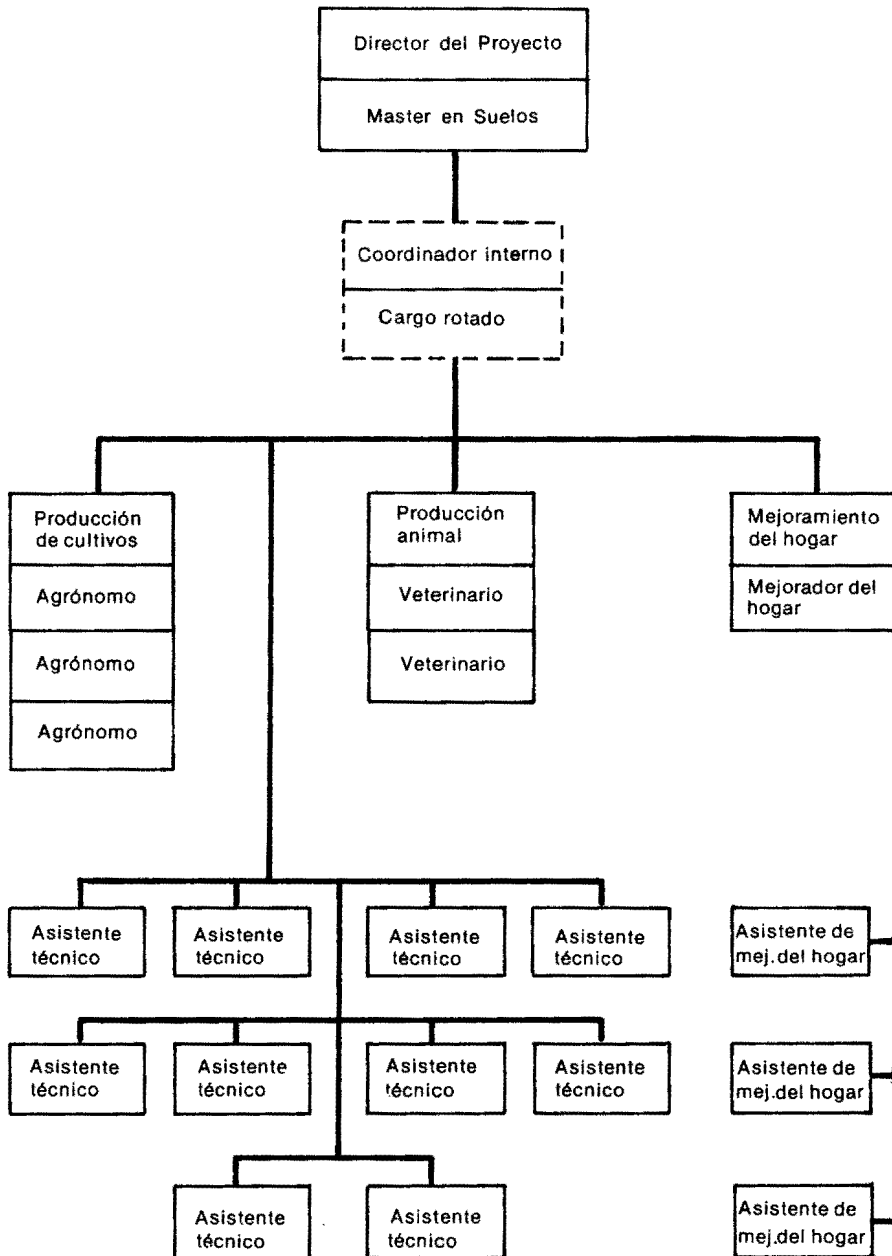 Director del Proyecto
Master en Suelos
Coordinador interno
Cargo rotado
Producción
de cultivos
Agrónomo
Agrónomo
Agrónomo
Producción
animal
Veterinario
Veterinario
Mejoramiento
del hogar
Mejorador del
hogar
Asistente
técnico
Asistente
técnico
Asistente
técnico
Asistente
técnico
Asistente de
mej.del hogar
Asistente
técnico
Asistente
técnico
Asistente
técnico
Asistente
técnico
Asistente de
mej.del hogar
Asistente
técnico
Asistente
técnico
Asistente de
mej.del hogar